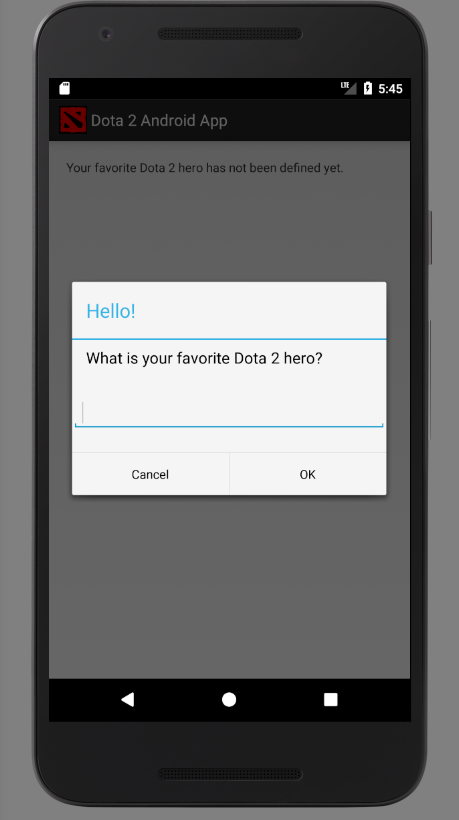 LTE 5:45
Dota 2 Android App
Your favorite Dota 2 hero has not been defined yet.
Hello!
What is your favorite Dota 2 hero?
Cancel OK